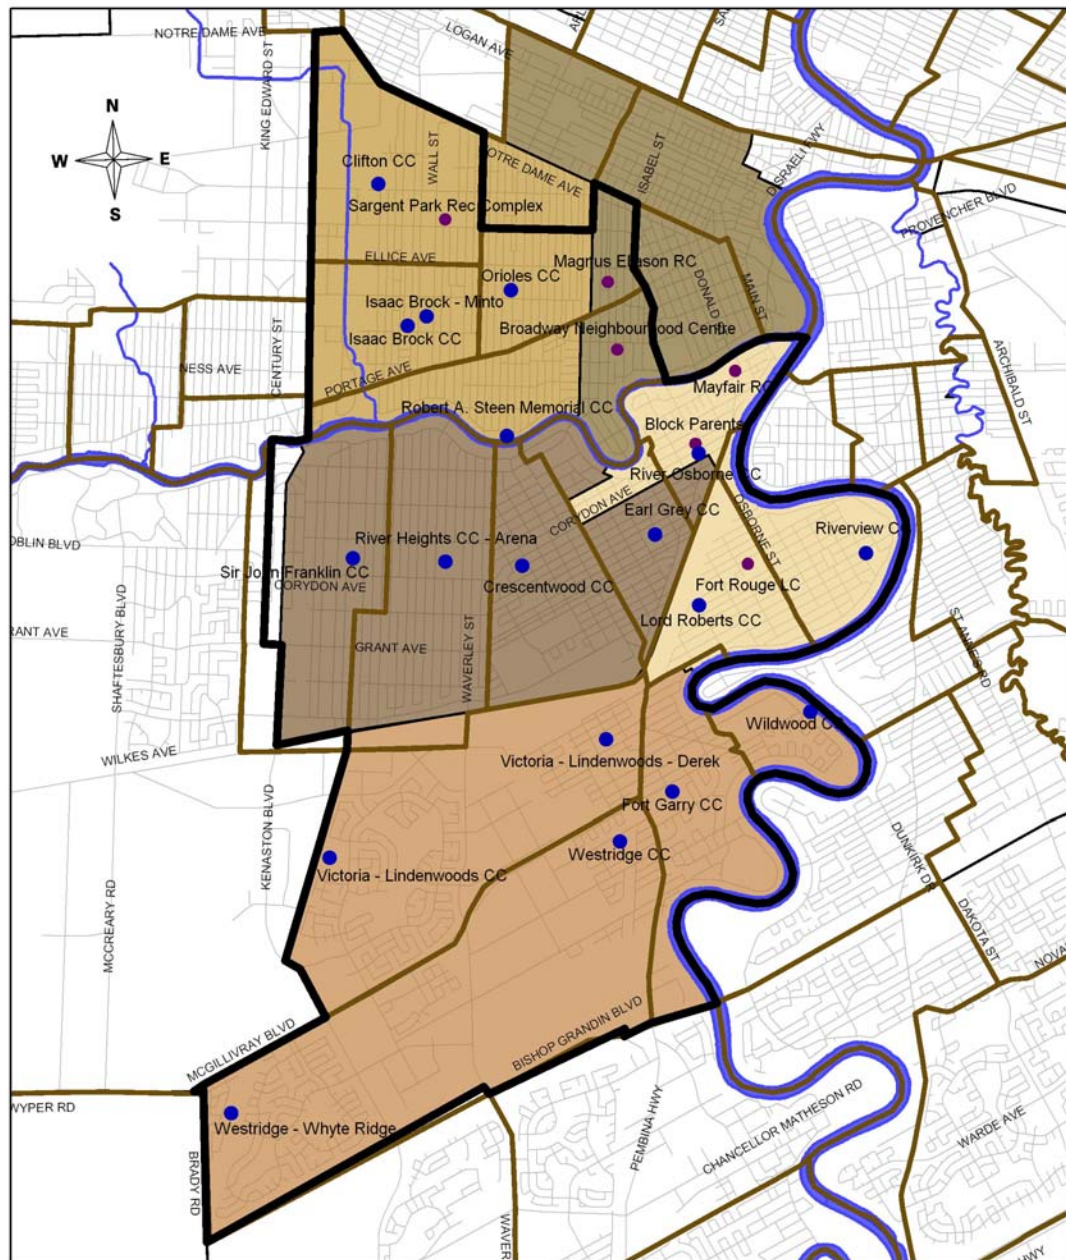 NOTRE DAME AVE
LOGAN AVE
KING EDWARD ST
N
W
E
S
WALL ST
Clifton CC
NOTRE DAME AVE
ISABEL ST
DISRAELI HWY
PROVENCHER BLVD
Sargent Park Rec Complex
ELLICE AVE
Magnus Eliason RC
Orioles CC
DONALD
MAIN ST
Isaac Brock - Minto
Isaac Brock CC
Broadway Neighbourhood Centre
CENTURY ST
NESS AVE
PORTAGE AVE
ARCHIBALD ST
Mayfair RC
Robert A. Steen Memorial CC
Block Parents
River Osborne CC
CORYDON AVE
Earl Grey CC
OSBORNE ST
Riverview C
River Heights CC - Arena
Sir John Franklin CC
CORYDON AVE
Crescentwood CC
Fort Rouge LC
Lord Roberts CC
OBLIN BLVD
SHAFTESBURY BLVD
RANT AVE
GRANT AVE
WAVERLEY ST
ST ANNE'S RD
Wildwood CC
WILKES AVE
Victoria - Lindenwoods - Derek
Fort Garry CC
KENASTON BLVD
Westridge CC
Victoria - Lindenwoods CC
DUNKIRK DR
MCCREARY RD
DAKOTA ST
NOVA
MCGILLIVRAY BLVD
BISHOP GRANDIN BLVD
WYPER RD
Westridge - Whyte Ridge
PEMBINA HWY
CHANCELLOR MATHESON RD
WARDE AVE
BRADY RD
WAVER
HWY